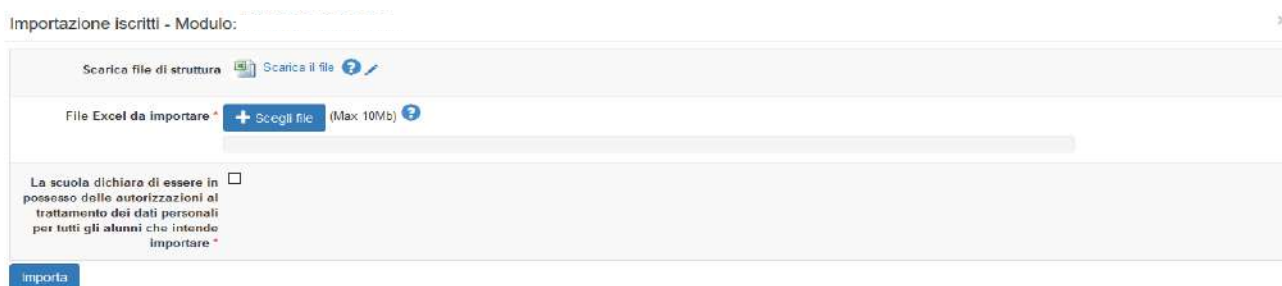 Importazione iscritti - Modulo:
Scarica file di struttura Scarica il file
File Excel da importare * + Scegli file (Max 10Mb)
La scuola dichiara di essere in
possesso delle autorizzazioni al
trattamento dei dati personali
per tutti gli alunni che intende
importare *
Importa